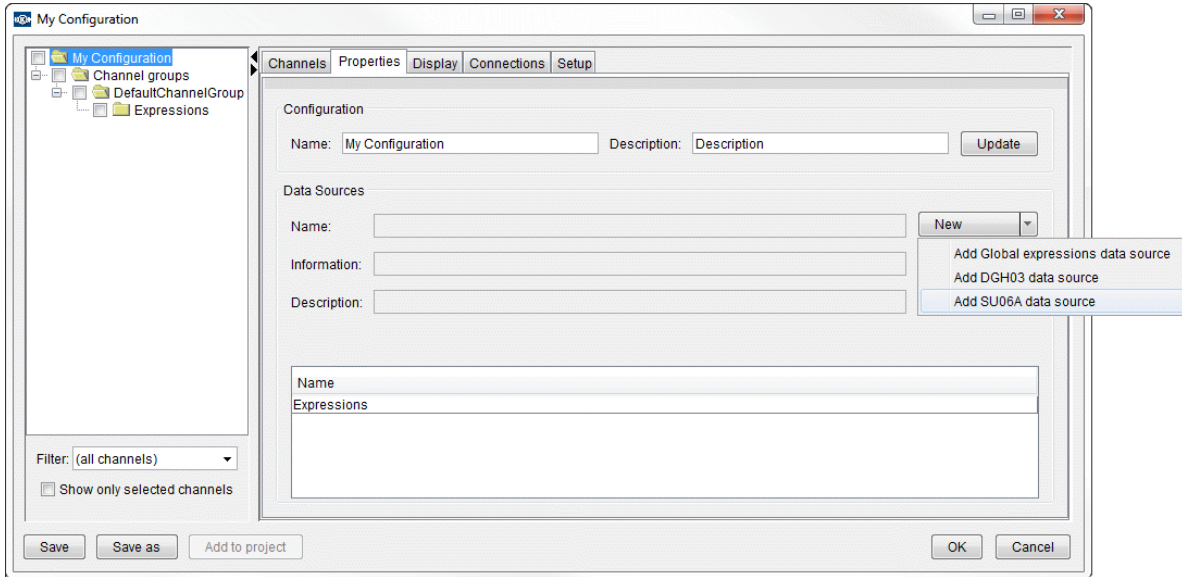 My Configuration
My Configuration
Channel groups
DefaultChannelGroup
Expressions
Filter: (all channels)
Show only selected channels
Channels Properties Display Connections Setup
Configuration
Name: My Configuration Description: Description Update
Data Sources
Name: New
Information:
Description:
Add Global expressions data source
Add DGH03 data source
Add SU06A data source
Name
Expressions
Save Save as Add to project OK Cancel